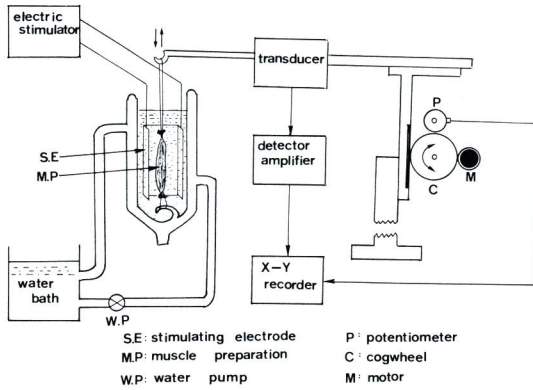 electric
stimulator
transducer
P
S.E
M.P
detector
amplifier
C
M
X-Y
recorder
water
bath
W.P
S.E: stimulating electrode
M.P: muscle preparation
W.P: water pump
P: potentiometer
C: cogwheel
M: motor